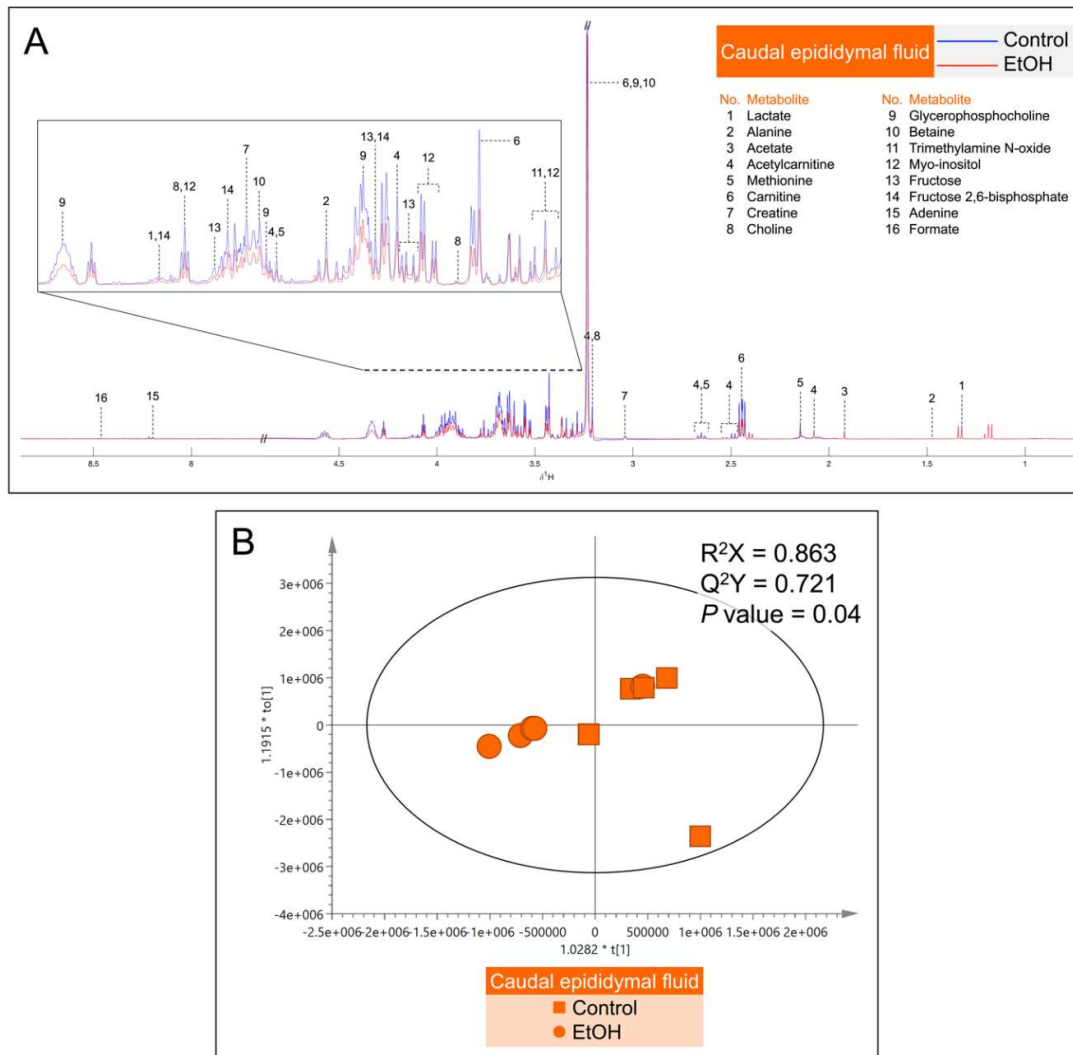 A
Caudal epididymal fluid
Control
EtOH
No. Metabolite
1 Lactate
2 Alanine
3 Acetate
4 Acetylcarnitine
5 Methionine
6 Carnitine
7 Creatine
8 Choline
No. Metabolite
9 Glycerophosphocholine
10 Betaine
11 Trimethylamine N-oxide
12 Myo-inositol
13 Fructose
14 Fructose 2,6-bisphosphate
15 Adenine
16 Formate
//
6,9,10
9
1,14
8,12
13
14
7
10
9
4,5
2
13,14
9
4
13
12
8
6
11,12
16
15
4,8
7
4,5
4
6
5
4
3
2
1
//
8.5
4.5
4
3.5
3
2.5
2
1.5
1
δ¹H
B
R²X = 0.863
Q²Y = 0.721
P value = 0.04
1.1915 * to[1]
3e+006
2e+006
1e+006
0
-1e+006
-2e+006
-3e+006
-4e+006
-2.5e+006 -2e+006 -1.5e+006 -1e+006 -500000 0 500000 1e+006 1.5e+006 2e+006
1.0282 * t[1]
Caudal epididymal fluid
Control
EtOH